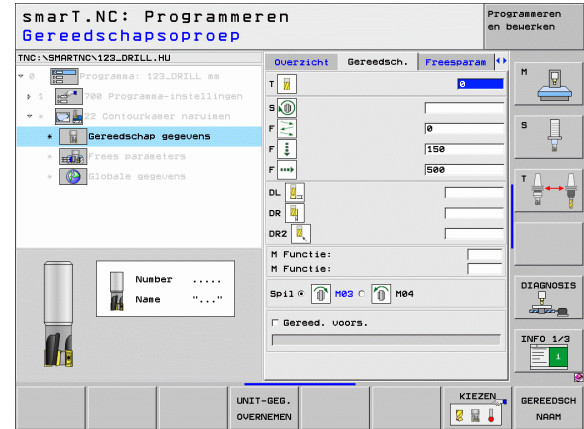 smarT.NC: Programmeren
Gereedschapsoproep
Programmeren
en bewerken
TNC:\SMARTNC\123_DRILL.HU
0 Programma: 123_DRILL mm
1 700 Programma-instellingen
* 22 Contourkamer naruimen
* Gereedschap gegevens
* Frees parameters
* Globale gegevens
Number .....
Name "..."
Overzicht Gereedsch. Freesparam
T 0
S
F 0
F 150
F 500
DL
DR
DR2
M Functie:
M Functie:
Spil M03 M04
Gereed. voors.
M
S
T
DIAGNOSIS
INFO 1/3
1
UNIT-GEG.
OVERNEMEN
KIEZEN
GEREEDSCH
NAAM